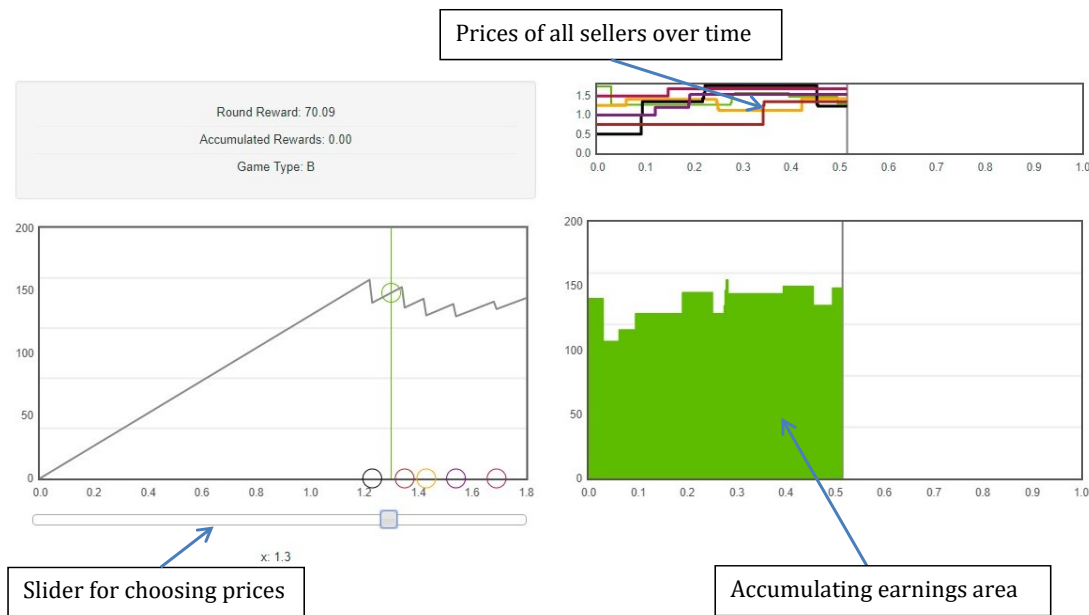 Prices of all sellers over time
Round Reward: 70.09
Accumulated Rewards: 0.00
Game Type: B
1.5
1.0
0.5
0.0
0.0 0.1 0.2 0.3 0.4 0.5 0.6 0.7 0.8 0.9 1.0
200
150
100
50
0
0.0 0.2 0.4 0.6 0.8 1.0 1.2 1.4 1.6 1.8
x: 1.3
Slider for choosing prices
200
150
100
50
0
0.0 0.1 0.2 0.3 0.4 0.5 0.6 0.7 0.8 0.9 1.0
Accumulating earnings area